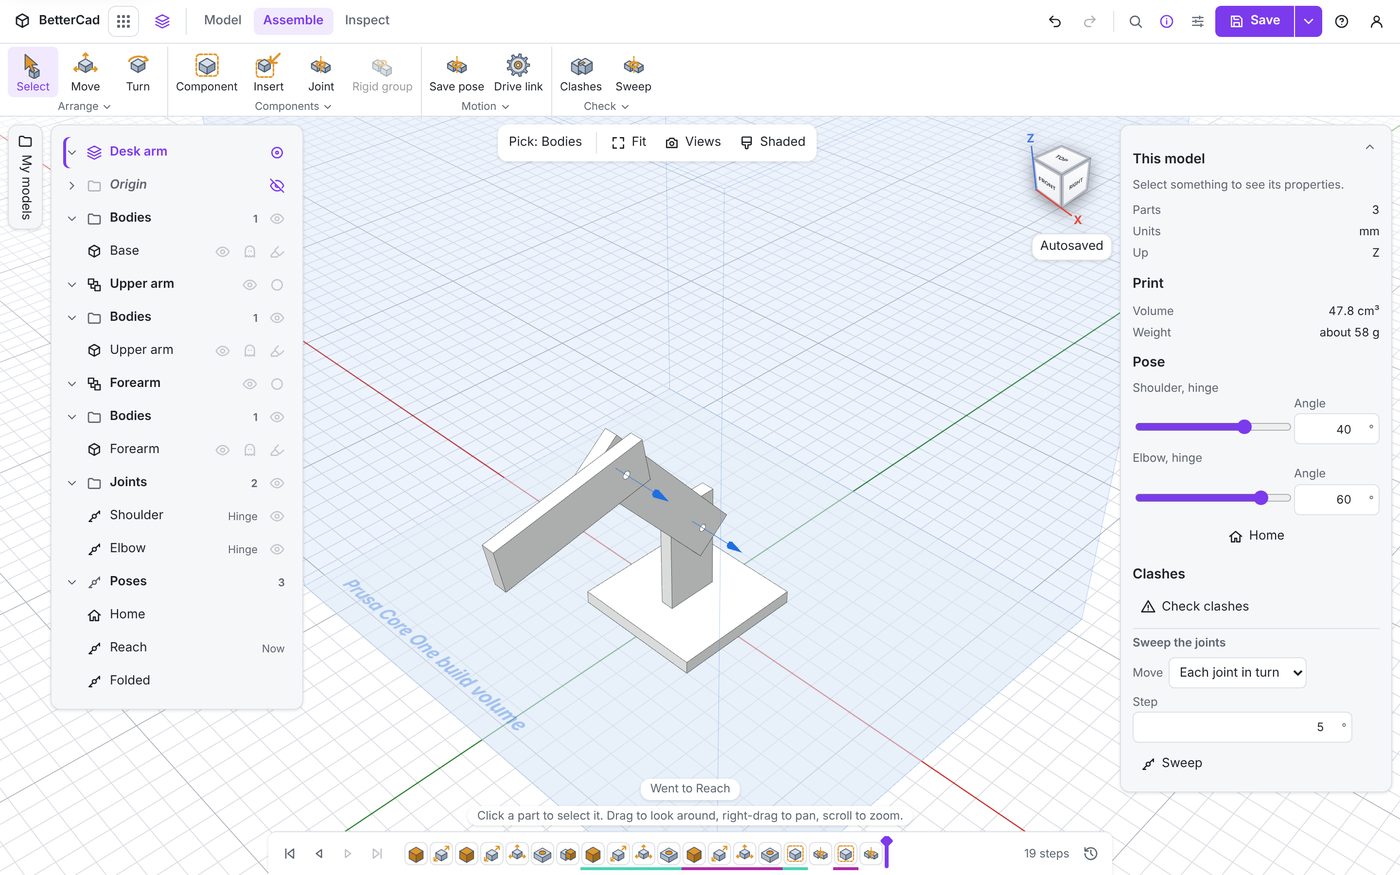 BetterCad
Model
Assemble
Inspect
Save
Select
Move
Turn
Component
Insert
Joint
Rigid group
Save pose
Drive link
Clashes
Sweep
Arrange
Components
Motion
Check
My models
Desk arm
Origin
Bodies 1
Base
Upper arm
Bodies 1
Upper arm
Forearm
Bodies 1
Forearm
Joints 2
Shoulder Hinge
Elbow Hinge
Poses 3
Home
Reach Now
Folded
Pick: Bodies
Fit
Views
Shaded
Z
TOP
FRONT
RIGHT
X
Autosaved
Prusa Core One build volume
Went to Reach
Click a part to select it. Drag to look around, right-drag to pan, scroll to zoom.
This model
Select something to see its properties.
Parts 3
Units mm
Up Z
Print
Volume 47.8 cm³
Weight about 58 g
Pose
Shoulder, hinge
Angle
40 °
Elbow, hinge
Angle
60 °
Home
Clashes
Check clashes
Sweep the joints
Move Each joint in turn
Step
5 °
Sweep
19 steps